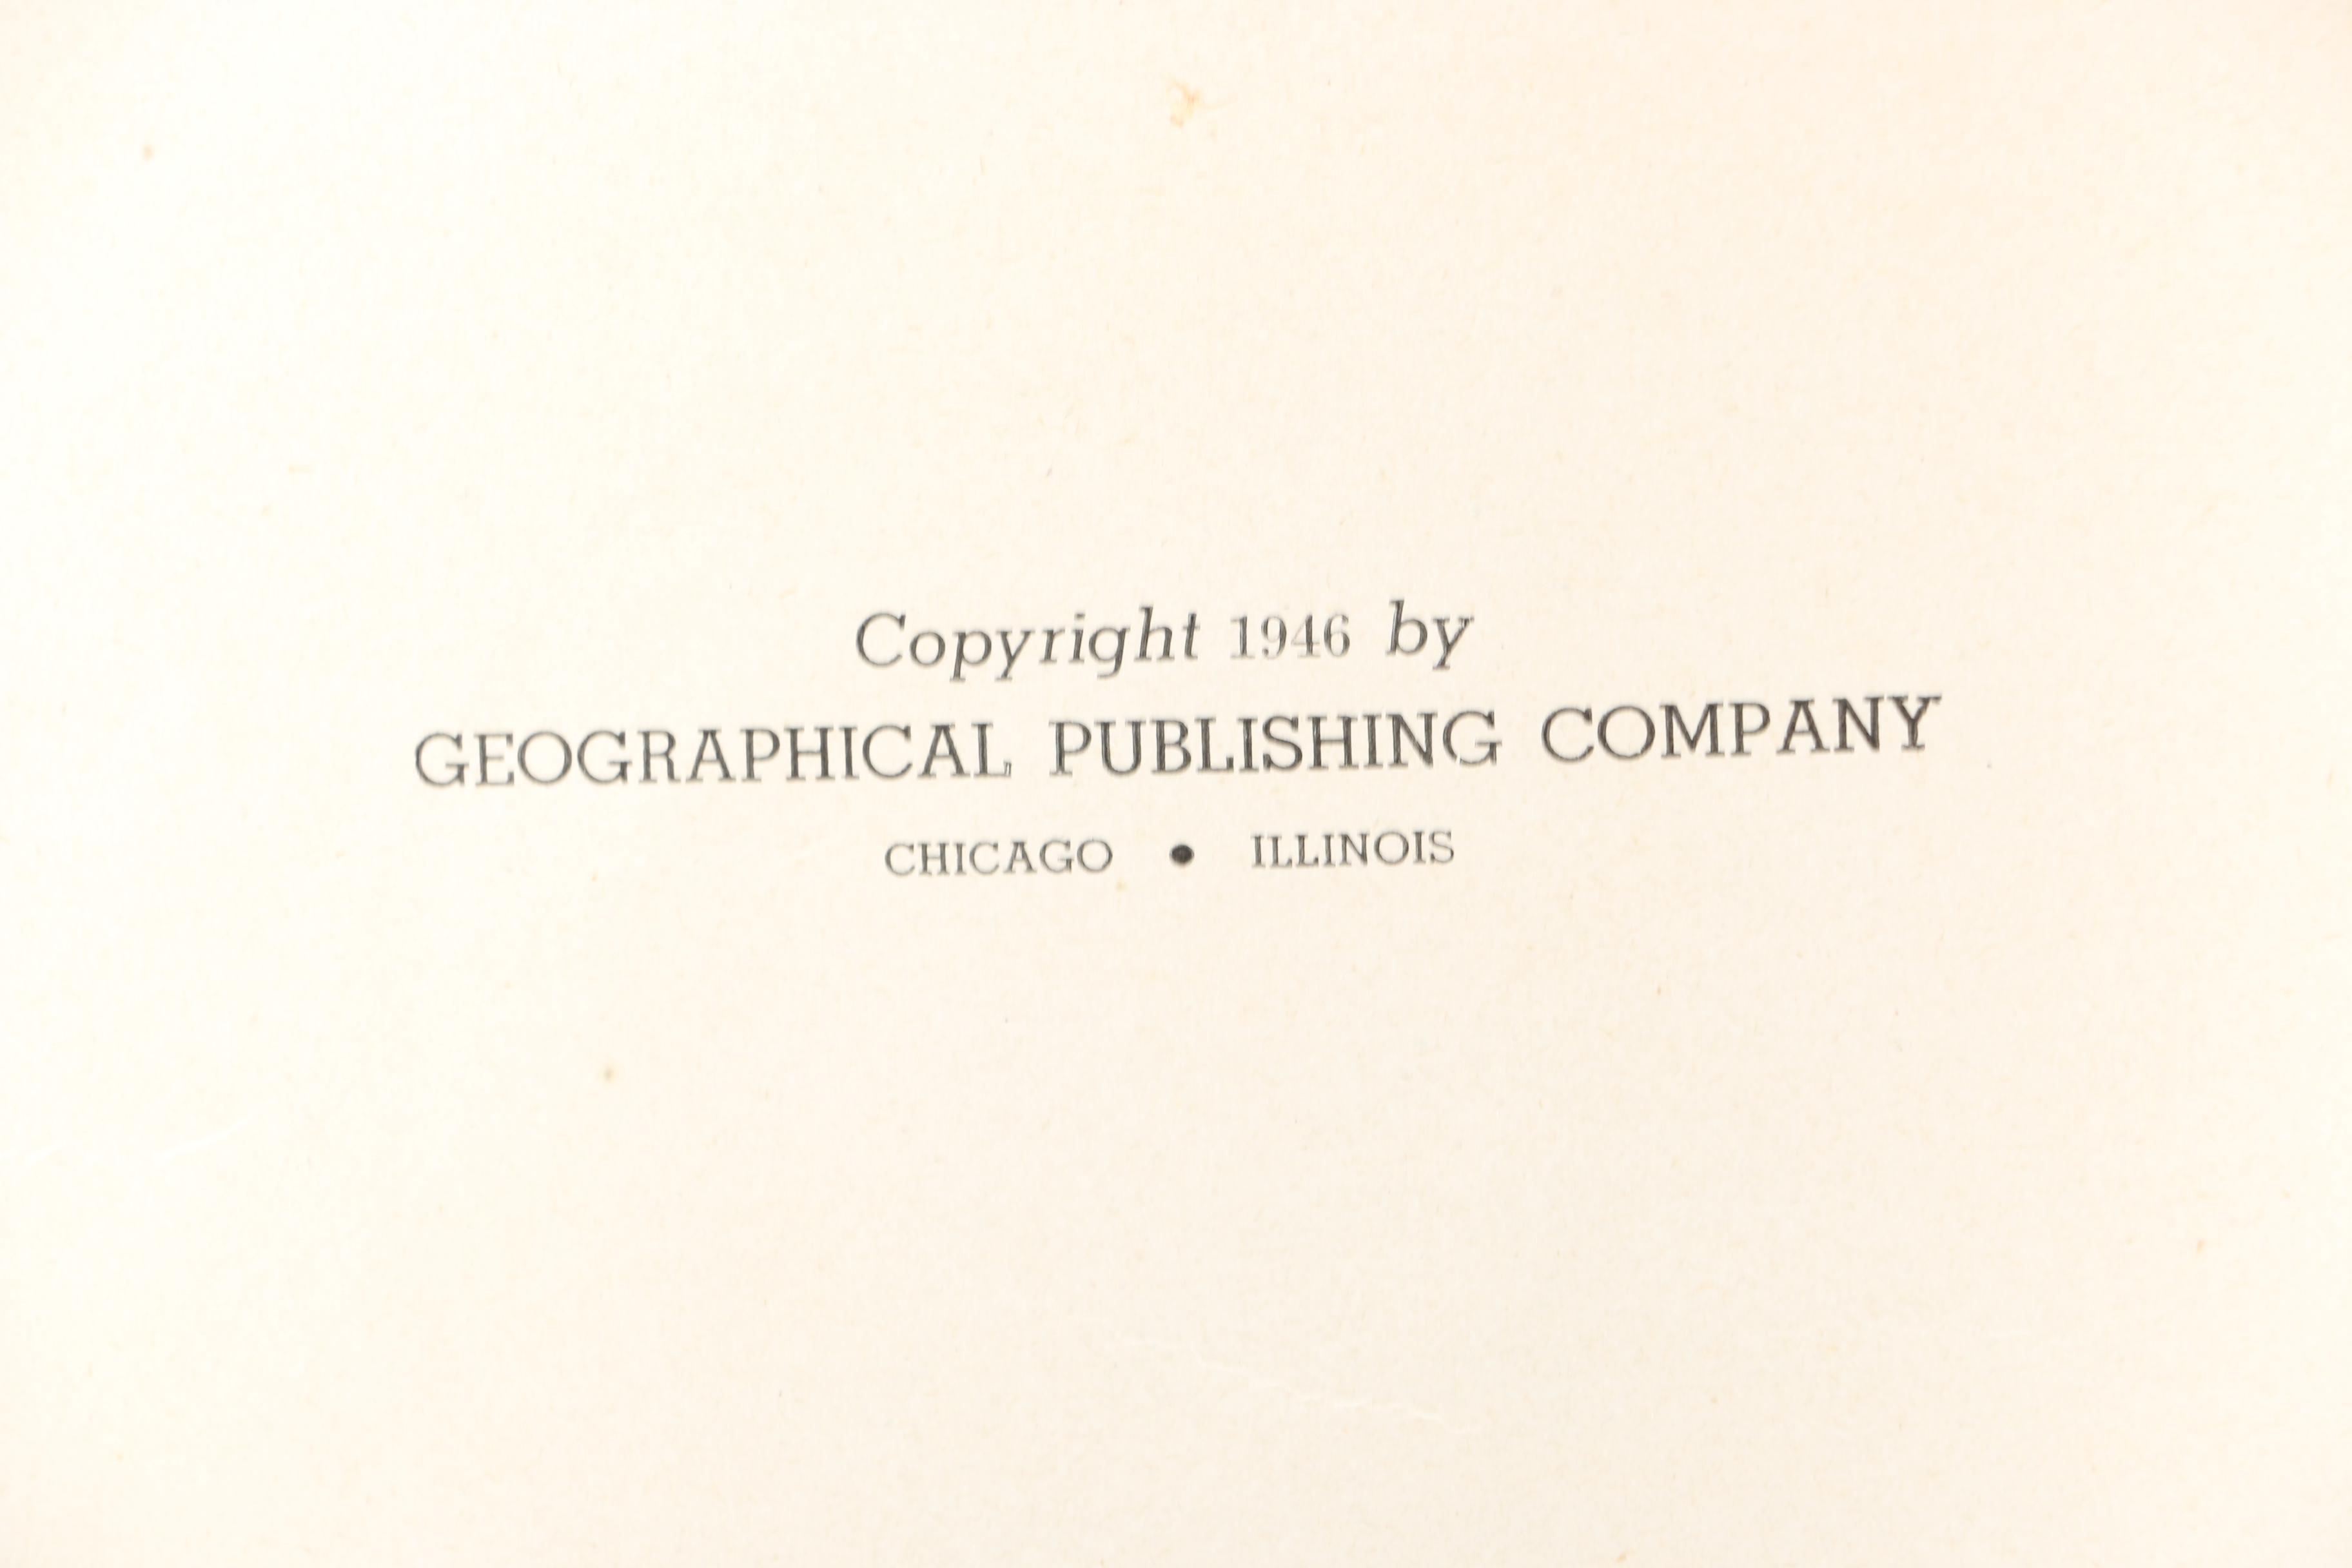 Copyright 1946 by
GEOGRAPHICAL PUBLISHING COMPANY
CHICAGO • ILLINOIS